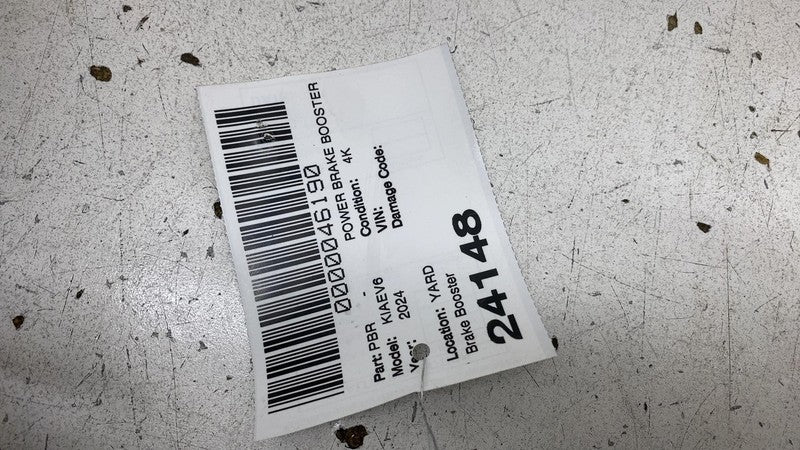 0000046190
Part: PBR - POWER BRAKE BOOSTER
Model: KIAEV6 Condition: 4K
Year: 2024 VIN:
Damage Code:
Location: YARD
Brake Booster
24148